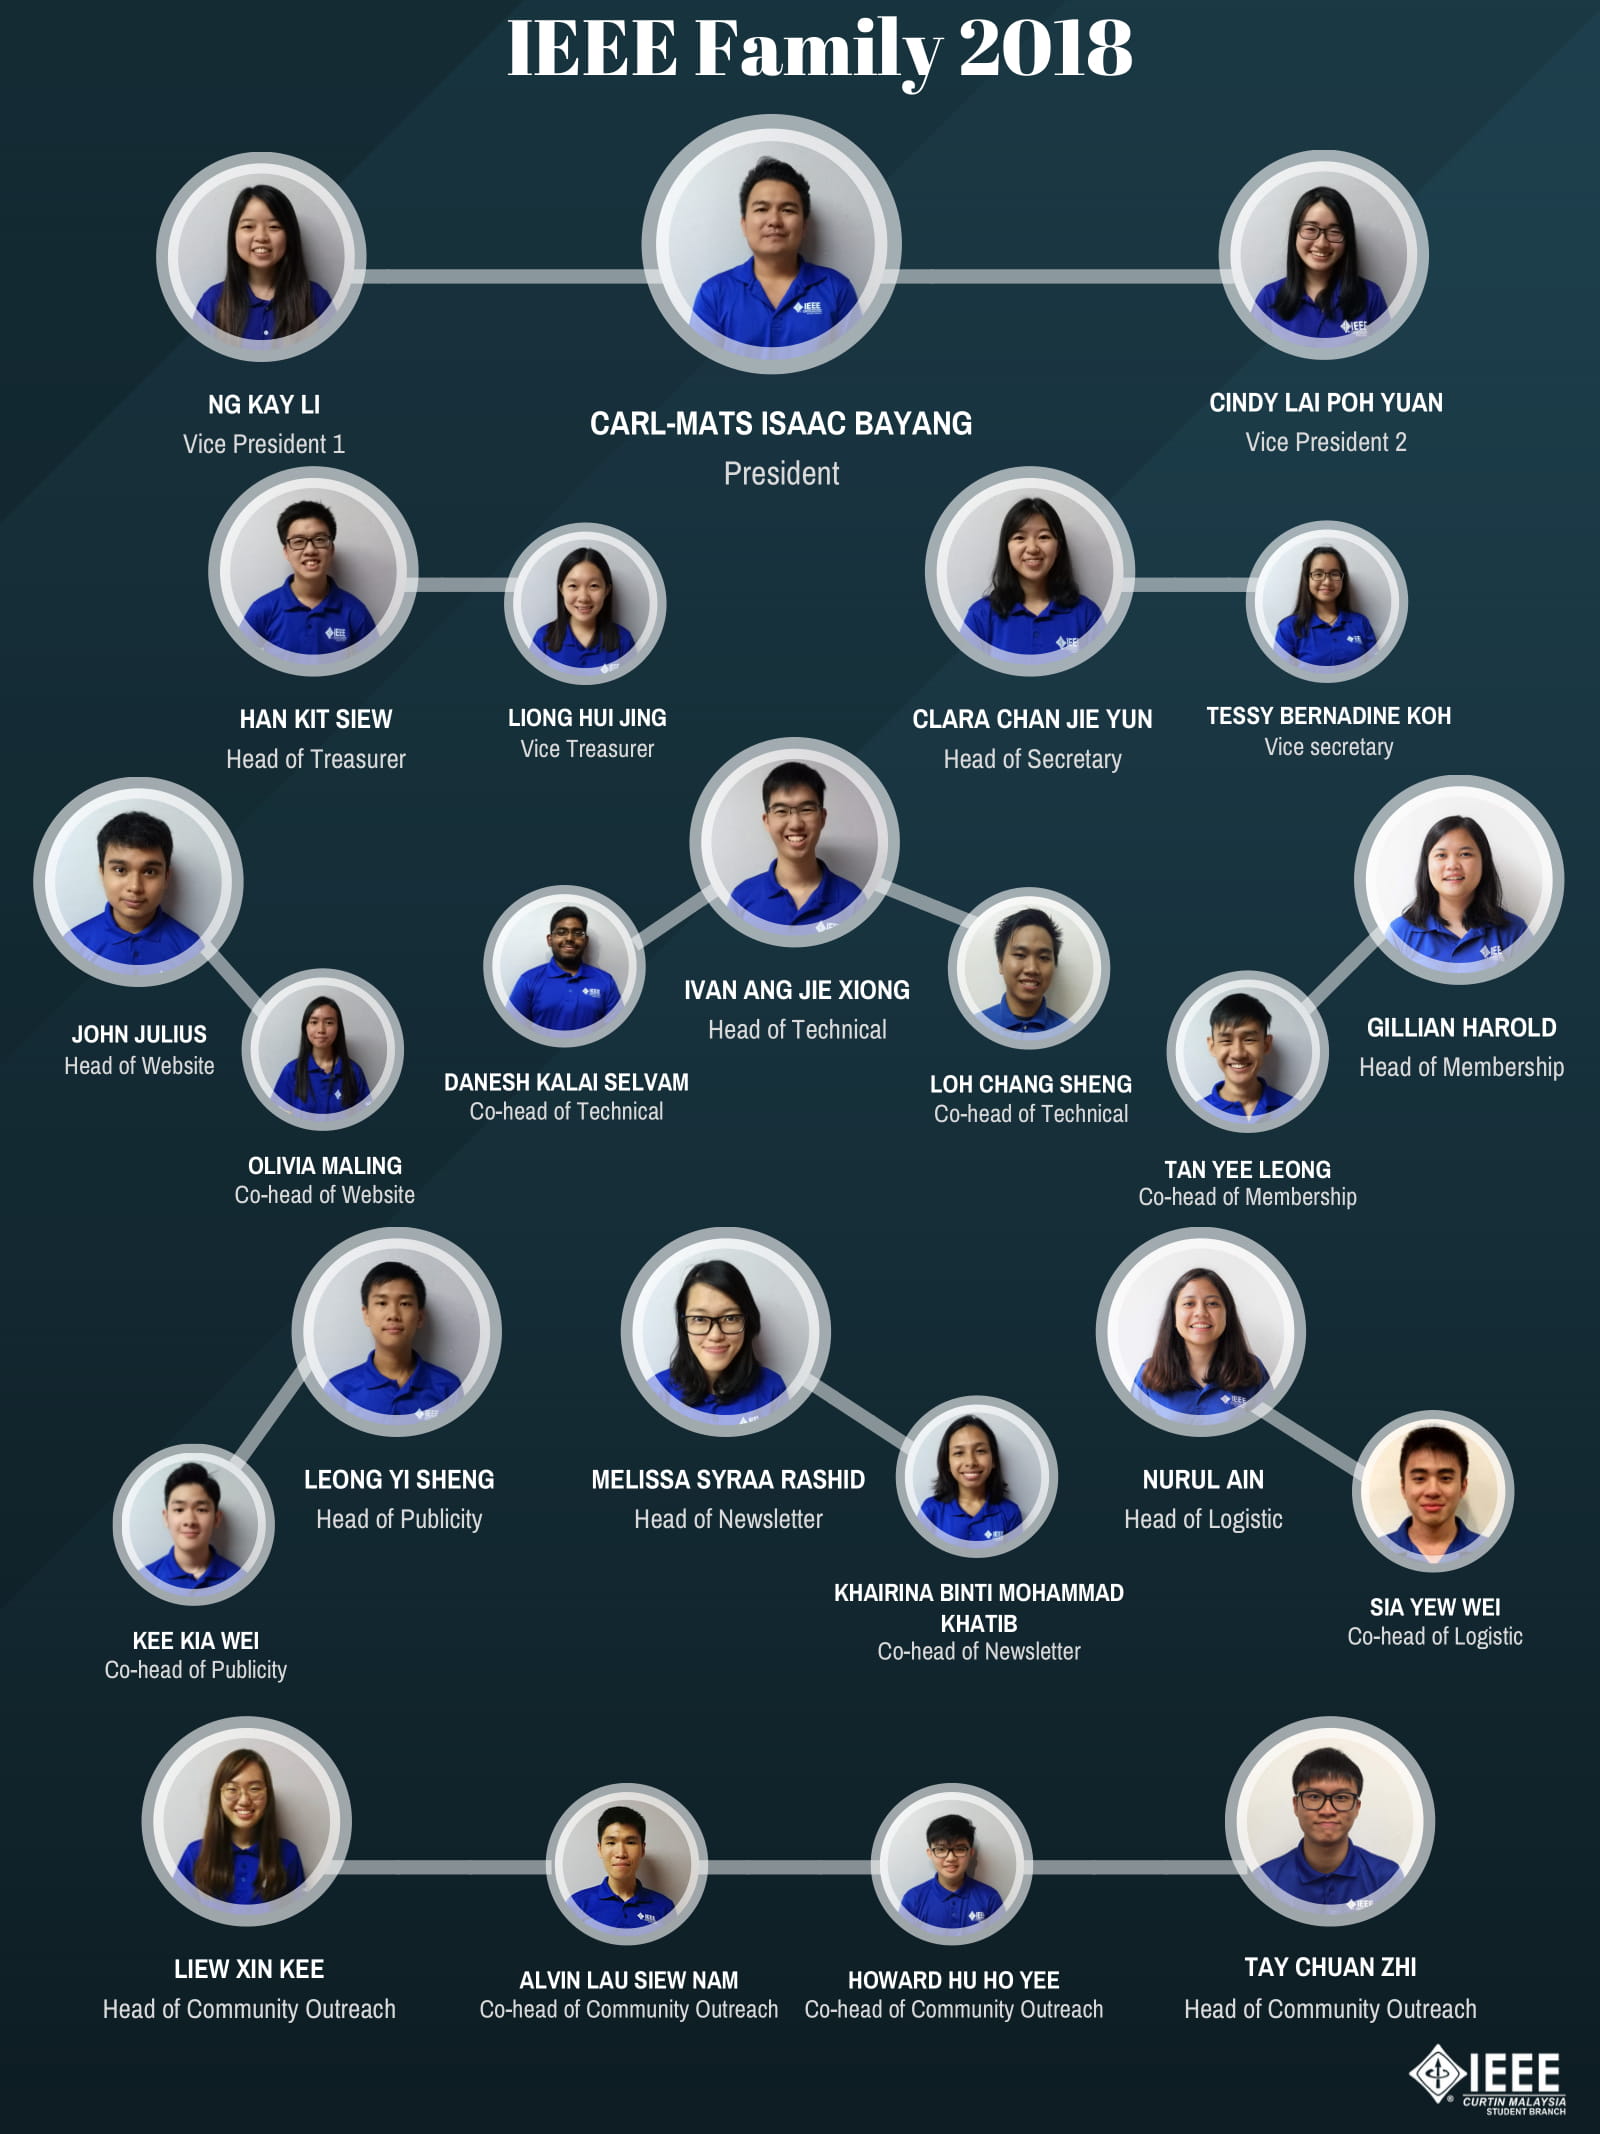 IEEE Family 2018
NG KAY LI
Vice President 1
CARL-MATS ISAAC BAYANG
President
CINDY LAI POH YUAN
Vice President 2
HAN KIT SIEW
Head of Treasurer
LIONG HUI JING
Vice Treasurer
CLARA CHAN JIE YUN
Head of Secretary
TESSY BERNADINE KOH
Vice secretary
JOHN JULIUS
Head of Website
OLIVIA MALING
Co-head of Website
DANESH KALAI SELVAM
Co-head of Technical
IVAN ANG JIE XIONG
Head of Technical
LOH CHANG SHENG
Co-head of Technical
TAN YEE LEONG
Co-head of Membership
GILLIAN HAROLD
Head of Membership
KEE KIA WEI
Co-head of Publicity
LEONG YI SHENG
Head of Publicity
MELISSA SYRAA RASHID
Head of Newsletter
KHAIRINA BINTI MOHAMMAD
KHATIB
Co-head of Newsletter
NURUL AIN
Head of Logistic
SIA YEW WEI
Co-head of Logistic
LIEW XIN KEE
Head of Community Outreach
ALVIN LAU SIEW NAM
Co-head of Community Outreach
HOWARD HU HO YEE
Co-head of Community Outreach
TAY CHUAN ZHI
Head of Community Outreach
IEEE
CURTIN MALAYSIA
STUDENT BRANCH